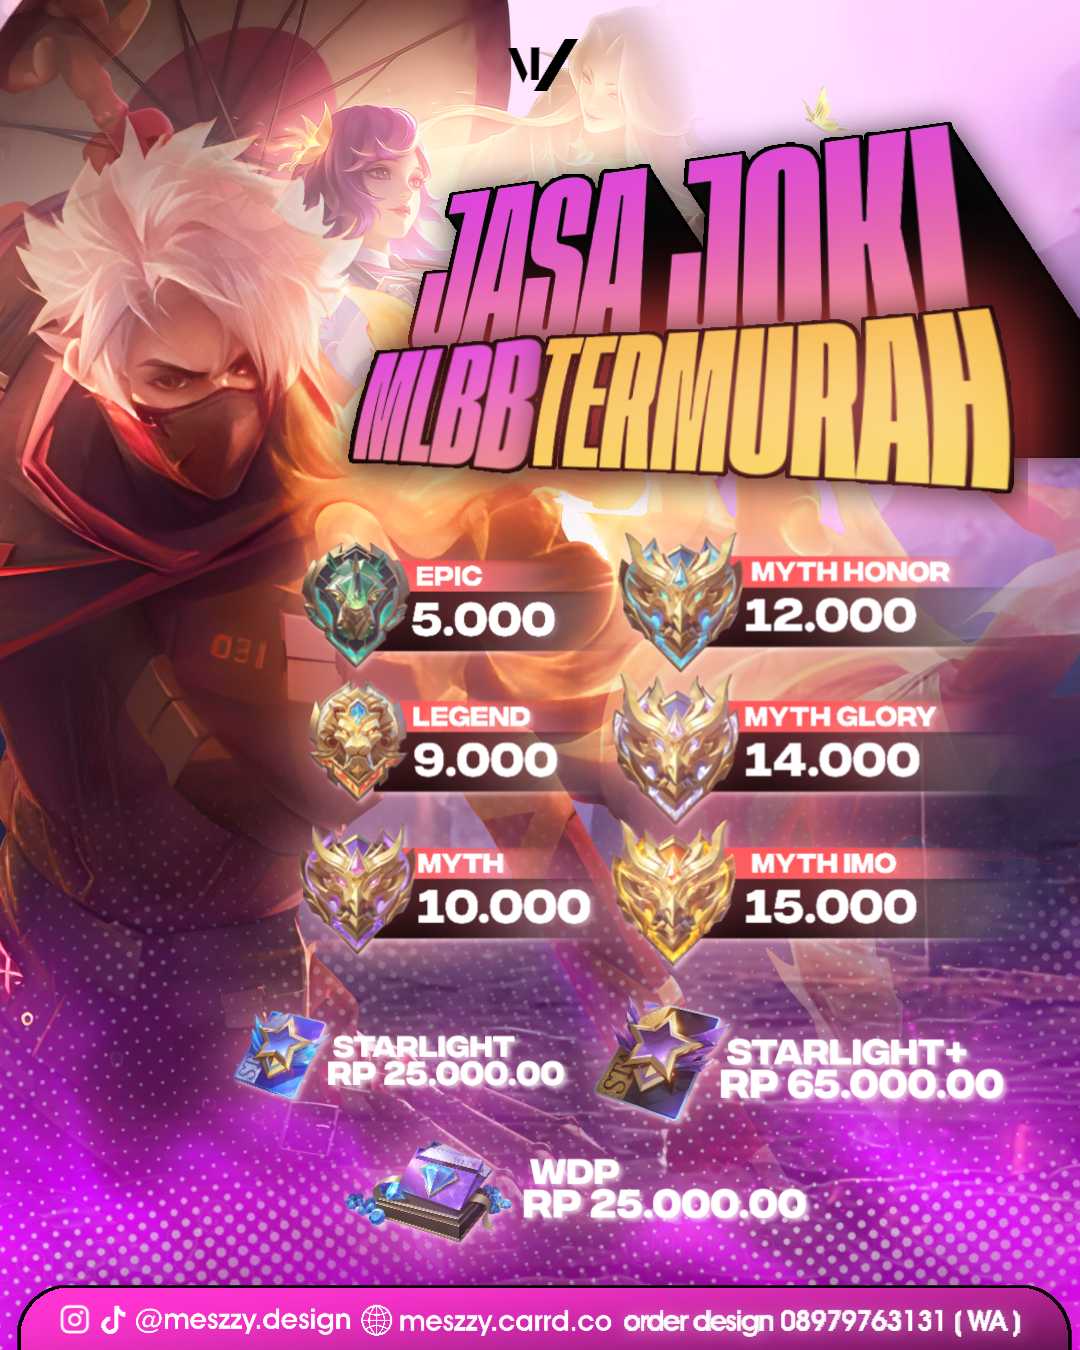 JASA JOKI
MLBB TERMURAH
EPIC
5.000
MYTH HONOR
12.000
LEGEND
9.000
MYTH GLORY
14.000
MYTH
10.000
MYTH IMO
15.000
STARLIGHT
RP 25.000.00
STARLIGHT+
RP 65.000.00
WDP
RP 25.000.00
@meszzy.design meszzy.carrd.co order design 08979763131 ( WA )